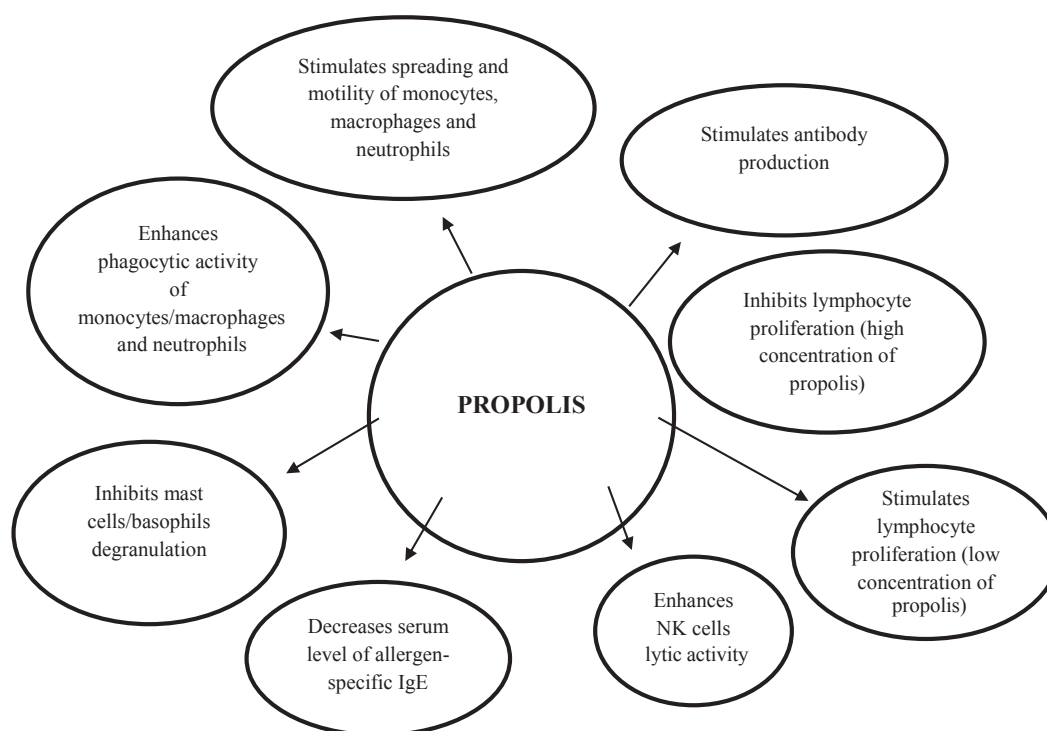 Stimulates spreading and
motility of monocytes,
macrophages and
neutrophils
Stimulates antibody
production
Enhances
phagocytic activity
of
monocytes/macrophages
and neutrophils
Inhibits lymphocyte
proliferation (high
concentration of
propolis)
PROPOLIS
Inhibits mast
cells/basophils
degranulation
Stimulates
lymphocyte
proliferation (low
concentration of
propolis)
Decreases serum
level of allergen-
specific IgE
Enhances
NK cells
lytic activity